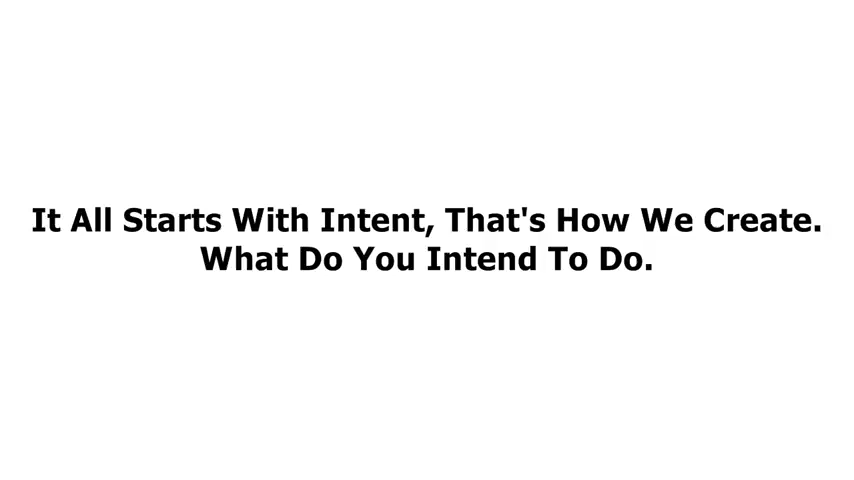 It All Starts With Intent, That's How We Create.
What Do You Intend To Do.